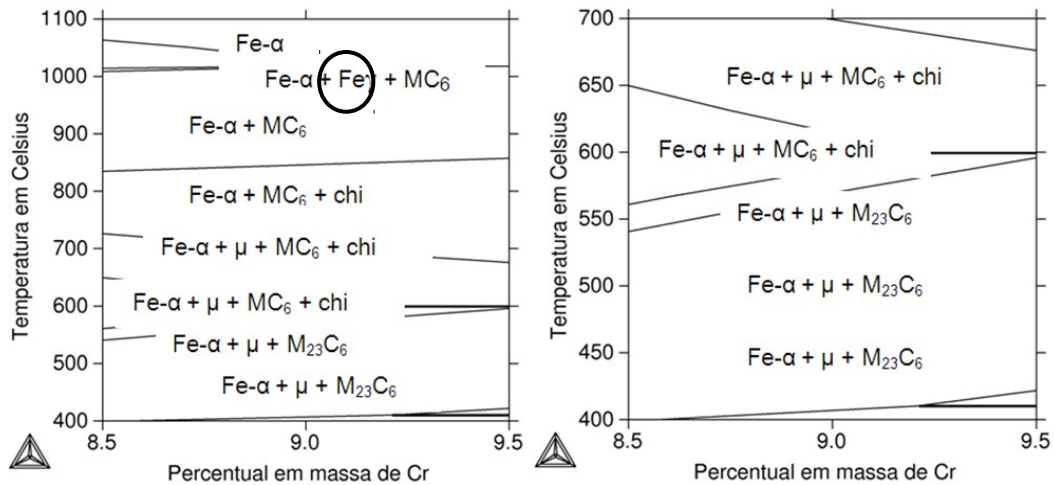 1100
1000
900
800
700
600
500
400
8.5
9.0
9.5
Temperatura em Celsius
Percentual em massa de Cr
Fe-α
Fe-α + Feγ + MC₆
Fe-α + MC₆
Fe-α + MC₆ + chi
Fe-α + μ + MC₆ + chi
Fe-α + μ + MC₆ + chi
Fe-α + μ + M₂₃C₆
Fe-α + μ + M₂₃C₆
700
650
600
550
500
450
400
8.5
9.0
9.5
Temperatura em Celsius
Percentual em massa de Cr
Fe-α + μ + MC₆ + chi
Fe-α + μ + MC₆ + chi
Fe-α + μ + M₂₃C₆
Fe-α + μ + M₂₃C₆
Fe-α + μ + M₂₃C₆